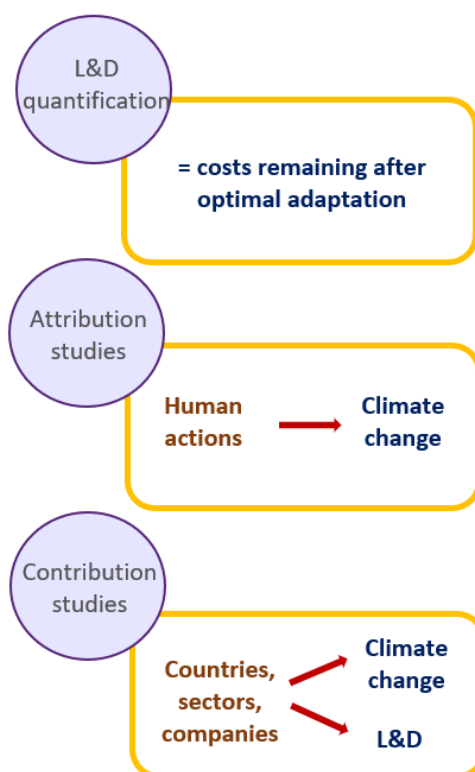 L&D
quantification
= costs remaining after
optimal adaptation
Attribution
studies
Human
actions
Climate
change
Contribution
studies
Countries,
sectors,
companies
Climate
change
L&D